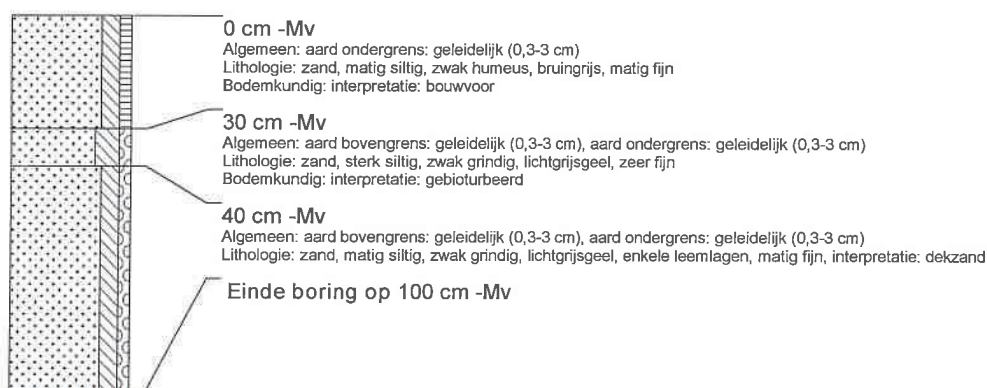 0 cm -Mv
Algemeen: aard ondergrens: geleidelijk (0,3-3 cm)
Lithologie: zand, matig siltig, zwak humeus, bruingrijs, matig fijn
Bodemkundig: interpretatie: bouwvoor
30 cm -Mv
Algemeen: aard bovengrens: geleidelijk (0,3-3 cm), aard ondergrens: geleidelijk (0,3-3 cm)
Lithologie: zand, sterk siltig, zwak grindig, lichtgrijsgeel, zeer fijn
Bodemkundig: interpretatie: gebioturbeerd
40 cm -Mv
Algemeen: aard bovengrens: geleidelijk (0,3-3 cm), aard ondergrens: geleidelijk (0,3-3 cm)
Lithologie: zand, matig siltig, zwak grindig, lichtgrijsgeel, enkele leemlagen, matig fijn, interpretatie: dekzand
Einde boring op 100 cm -Mv